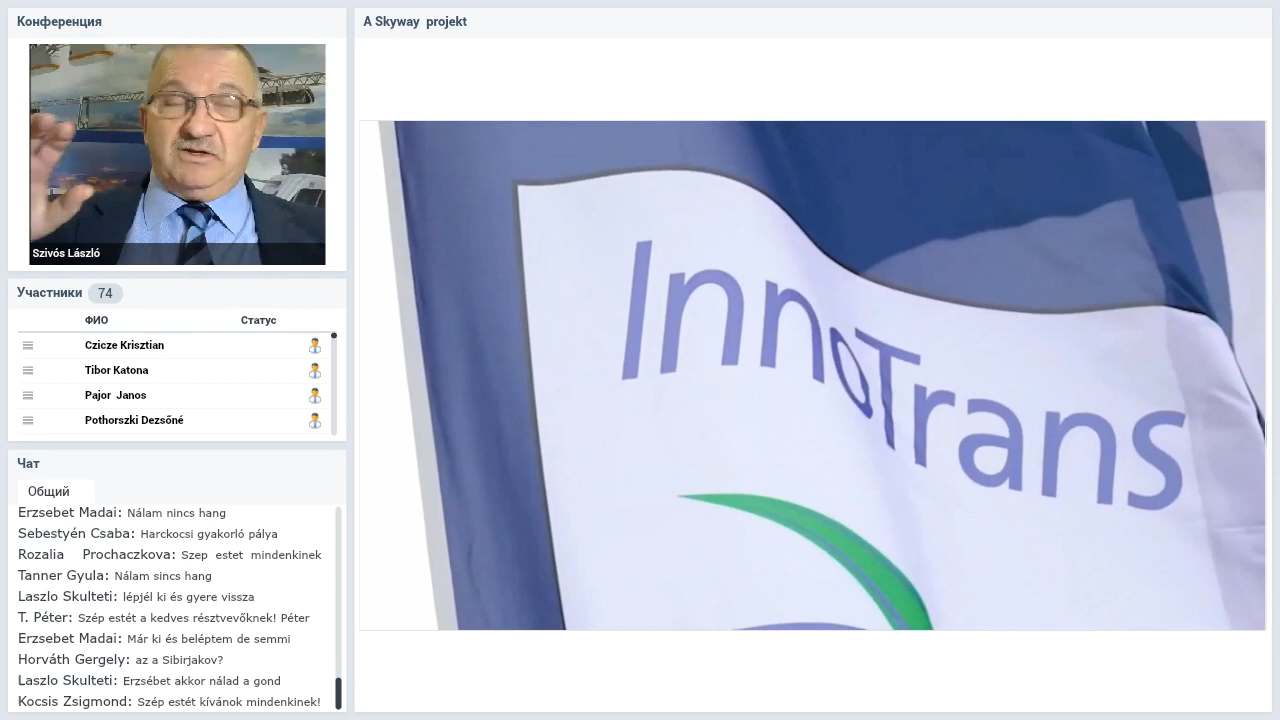 Конференция
Szivós László
Участники 74
ФИО Статус
Czicze Krisztian
Tibor Katona
Pajor Janos
Pothorszki Dezsőné
Чат
Общий
Erzsebet Madai: Nálam nincs hang
Sebestyén Csaba: Harckocsi gyakorló pálya
Rozalia Prochaczkova: Szep estet mindenkinek
Tanner Gyula: Nálam sincs hang
Laszlo Skulteti: lépjél ki és gyere vissza
T. Péter: Szép estét a kedves résztvevőknek! Péter
Erzsebet Madai: Már ki és beléptem de semmi
Horváth Gergely: az a Sibirjakov?
Laszlo Skulteti: Erzsébet akkor nálad a gond
Kocsis Zsigmond: Szép estét kívánok mindenkinek!
A Skyway projekt
InnoTrans